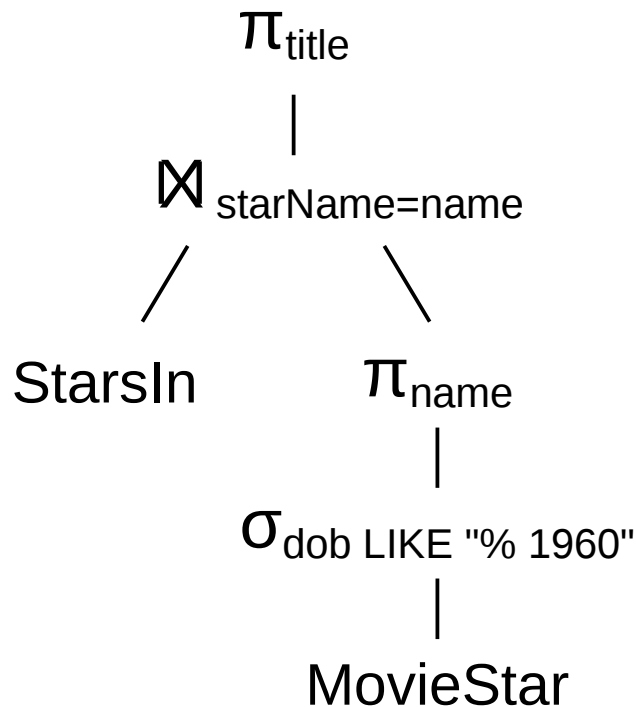 π title
⋈ starName=name
StarsIn
π name
σ dob LIKE "% 1960"
MovieStar